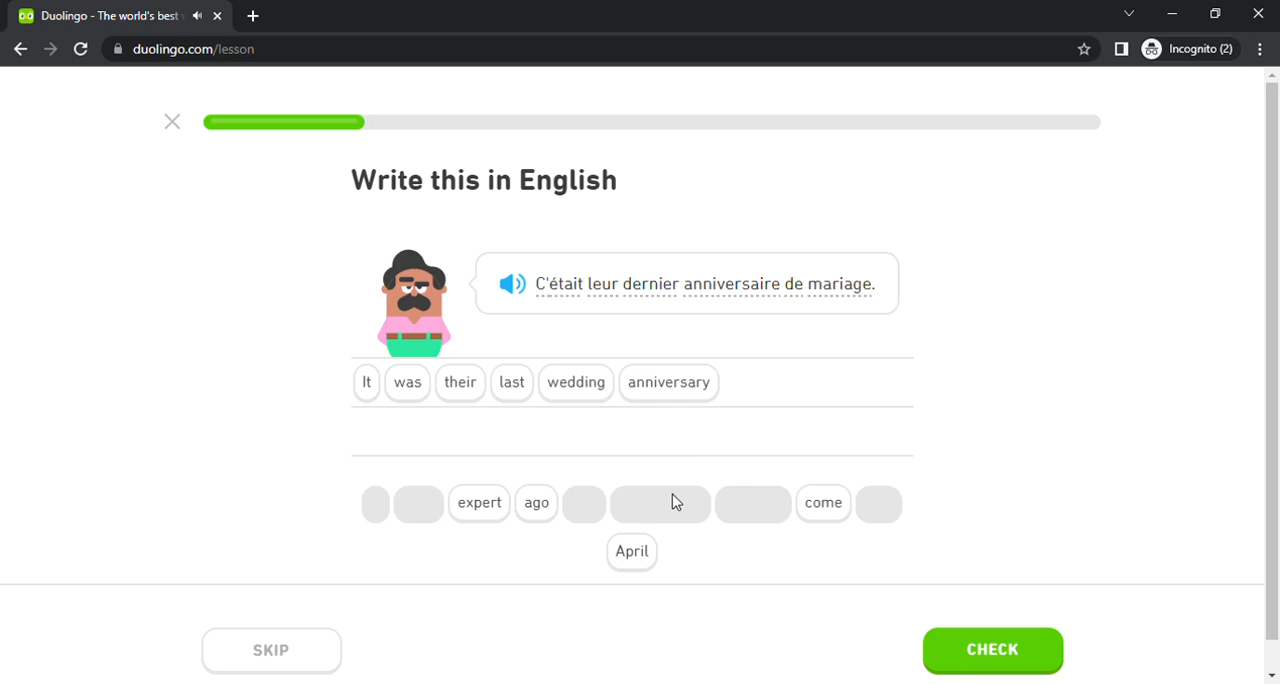 Duolingo - The world's best
duolingo.com/lesson
Incognito (2)
Write this in English
C'était leur dernier anniversaire de mariage.
It was their last wedding anniversary
expert ago come
April
SKIP CHECK